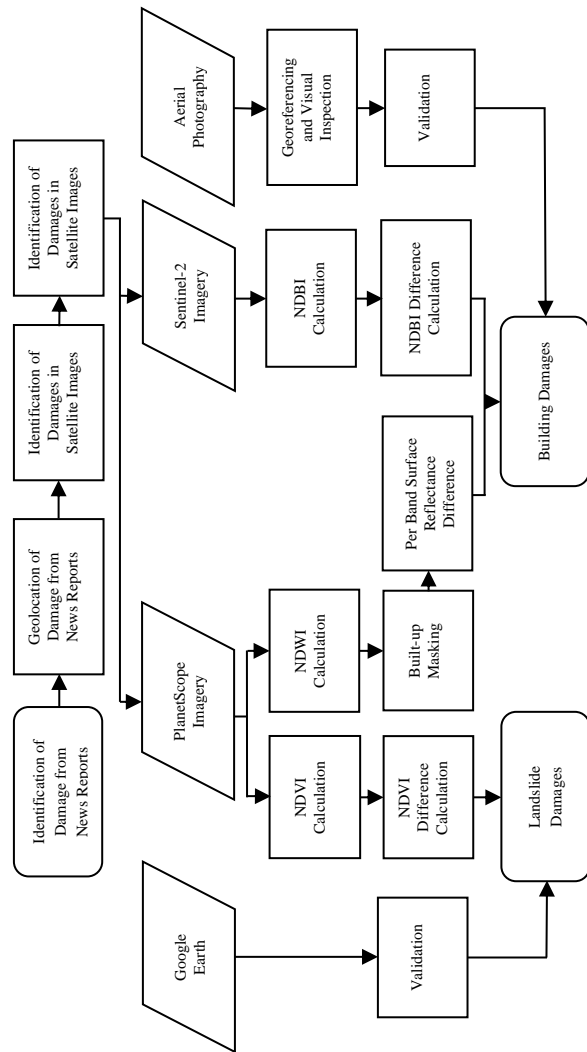 Identification of
Damage from
News Reports
Geolocation of
Damage from
News Reports
Identification of
Damages in
Satellite Images
Identification of
Damages in
Satellite Images
Google
Earth
PlanetScope
Imagery
Sentinel-2
Imagery
Aerial
Photography
NDVI
Calculation
NDWI
Calculation
NDBI
Calculation
Georeferencing
and Visual
Inspection
Validation
NDVI
Difference
Calculation
Built-up
Masking
Per Band Surface
Reflectance
Difference
NDBI Difference
Calculation
Validation
Landslide
Damages
Building Damages